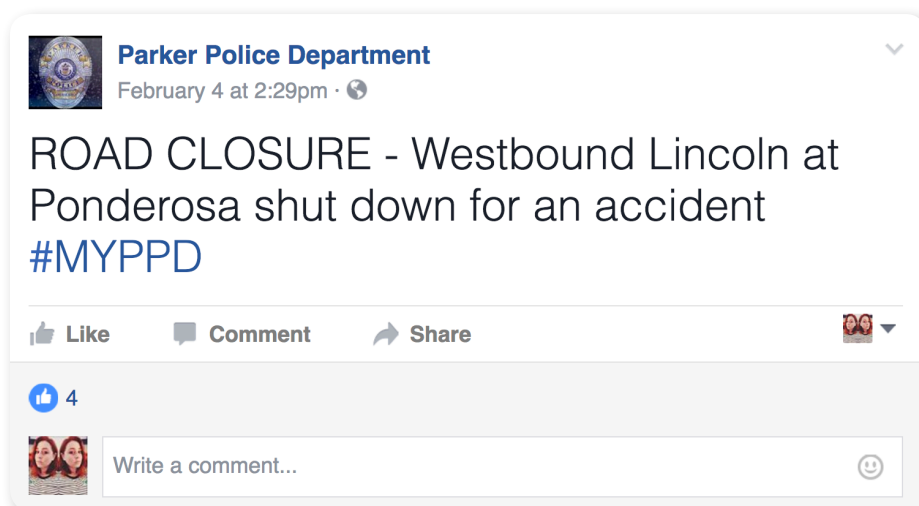 Parker Police Department
February 4 at 2:29pm ·
ROAD CLOSURE - Westbound Lincoln at
Ponderosa shut down for an accident
#MYPPD
Like Comment Share
4
Write a comment...